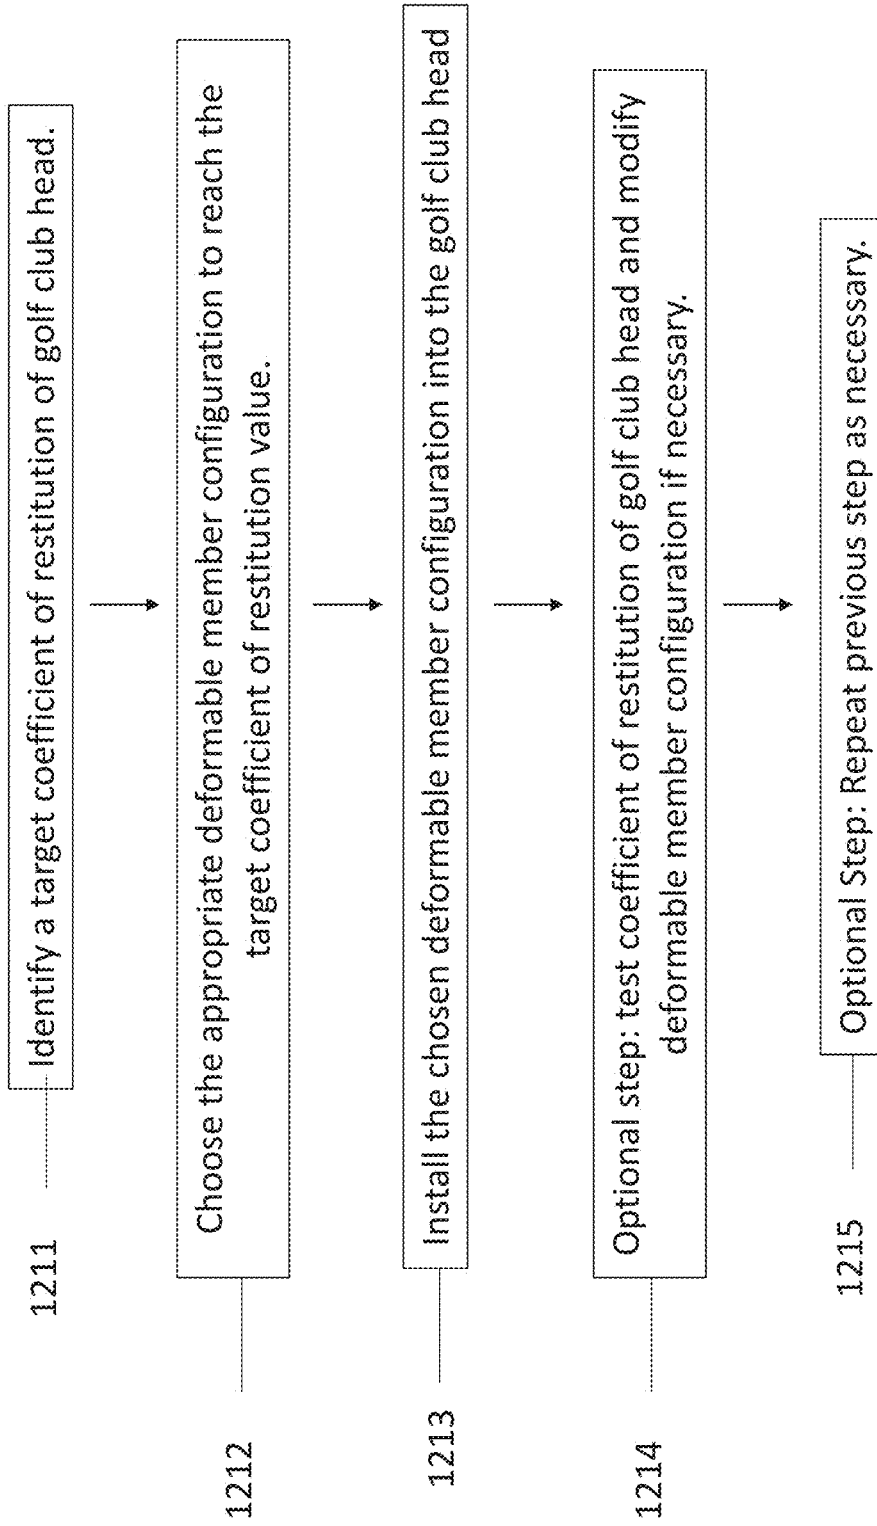 1211
Identify a target coefficient of restitution of golf club head.
1212
Choose the appropriate deformable member configuration to reach the
target coefficient of restitution value.
1213
Install the chosen deformable member configuration into the golf club head
1214
Optional step: test coefficient of restitution of golf club head and modify
deformable member configuration if necessary.
1215
Optional Step: Repeat previous step as necessary.